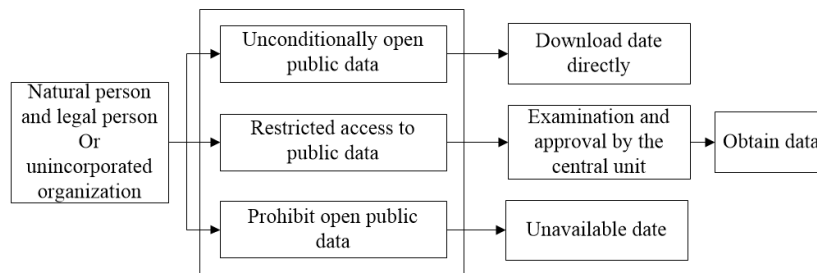 Natural person
and legal person
Or
unincorporated
organization
Unconditionally open
public data
Download date
directly
Restricted access to
public data
Examination and
approval by the
central unit
Obtain data
Prohibit open public
data
Unavailable date